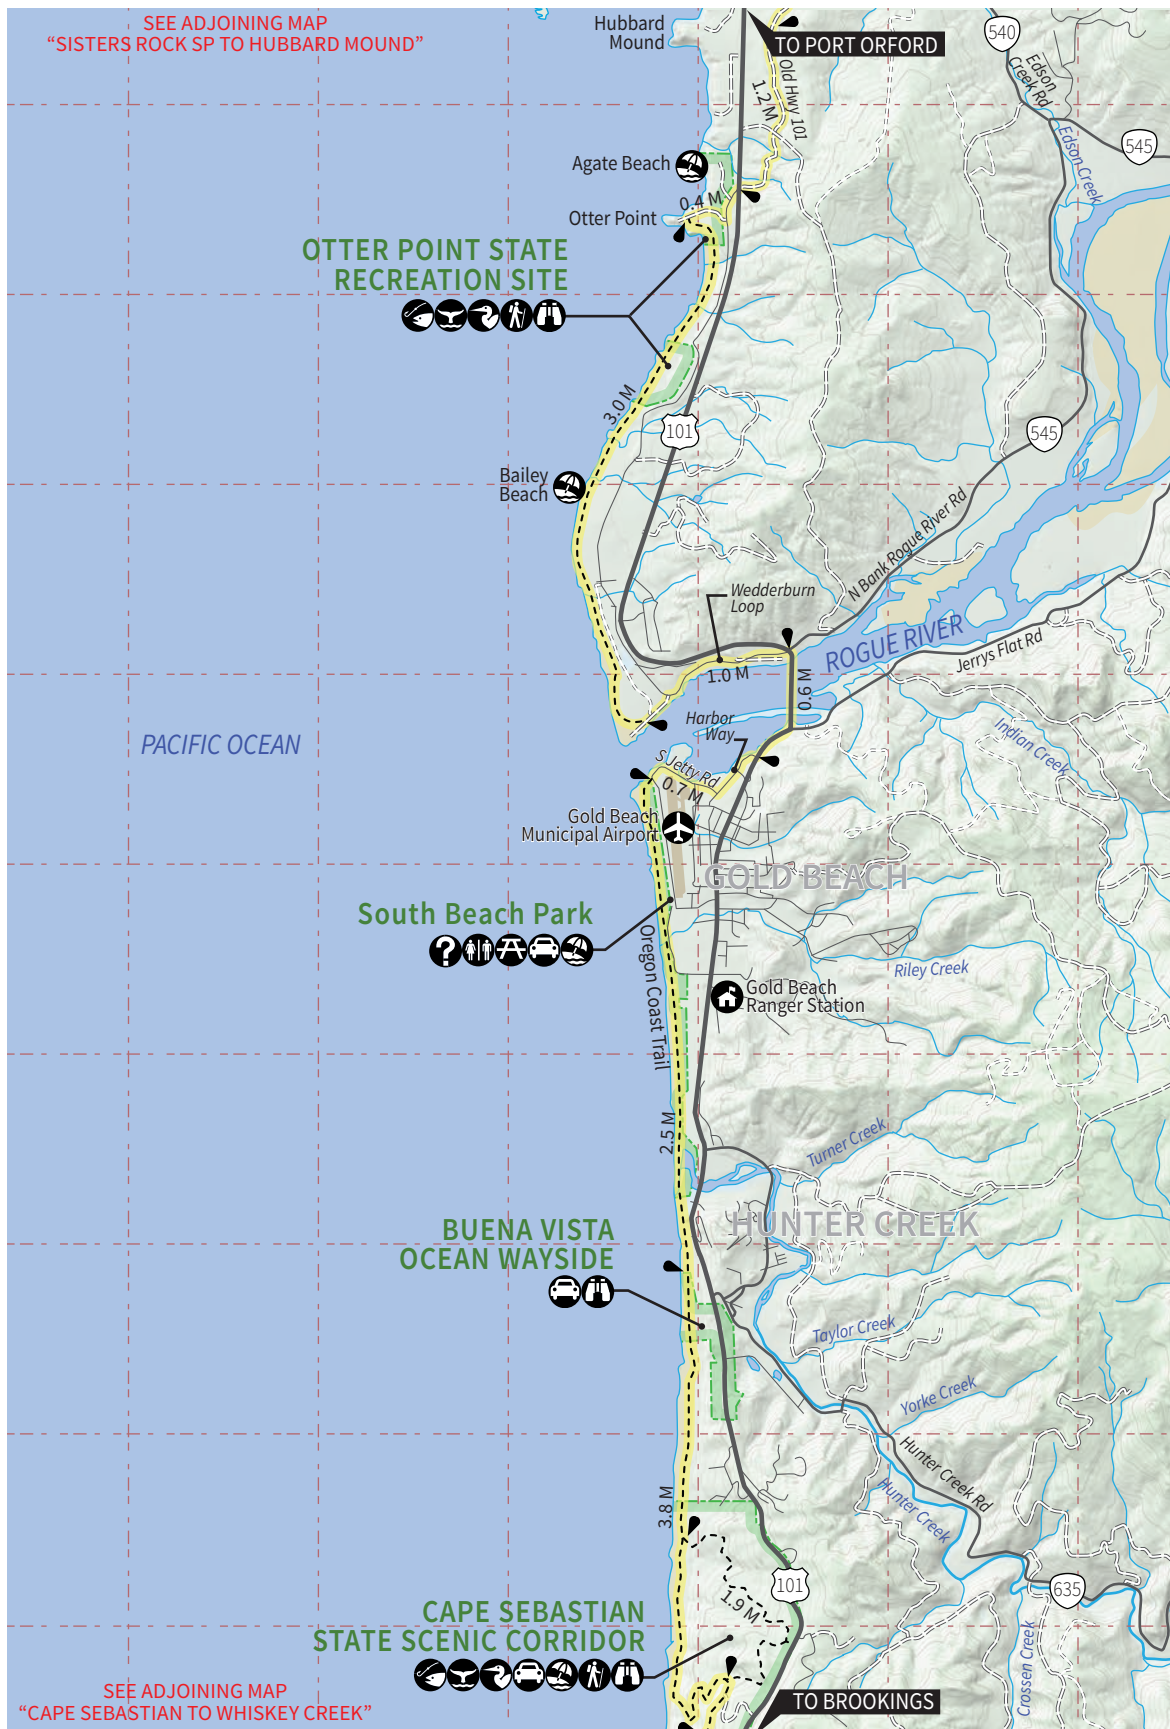 SEE ADJOINING MAP
“SISTERS ROCK SP TO HUBBARD MOUND”
Hubbard
Mound
TO PORT ORFORD
540
Edson
Creek Rd
Old Hwy 101
1.2 M
545
Edson Creek
Agate Beach
0.4 M
Otter Point
OTTER POINT STATE
RECREATION SITE
3.0 M
101
545
Bailey
Beach
N Bank Rogue River Rd
Wedderburn
Loop
ROGUE RIVER
Jerrys Flat Rd
1.0 M
0.6 M
Harbor
Way
Indian Creek
PACIFIC OCEAN
S Jetty Rd
0.7 M
Gold Beach
Municipal Airport
GOLD BEACH
South Beach Park
?
Oregon Coast Trail
Riley Creek
Gold Beach
Ranger Station
2.5 M
Turner Creek
HUNTER CREEK
BUENA VISTA
OCEAN WAYSIDE
Taylor Creek
Yorke Creek
Hunter Creek Rd
Hunter Creek
3.8 M
101
635
1.9 M
CAPE SEBASTIAN
STATE SCENIC CORRIDOR
Crossen Creek
SEE ADJOINING MAP
“CAPE SEBASTIAN TO WHISKEY CREEK”
TO BROOKINGS